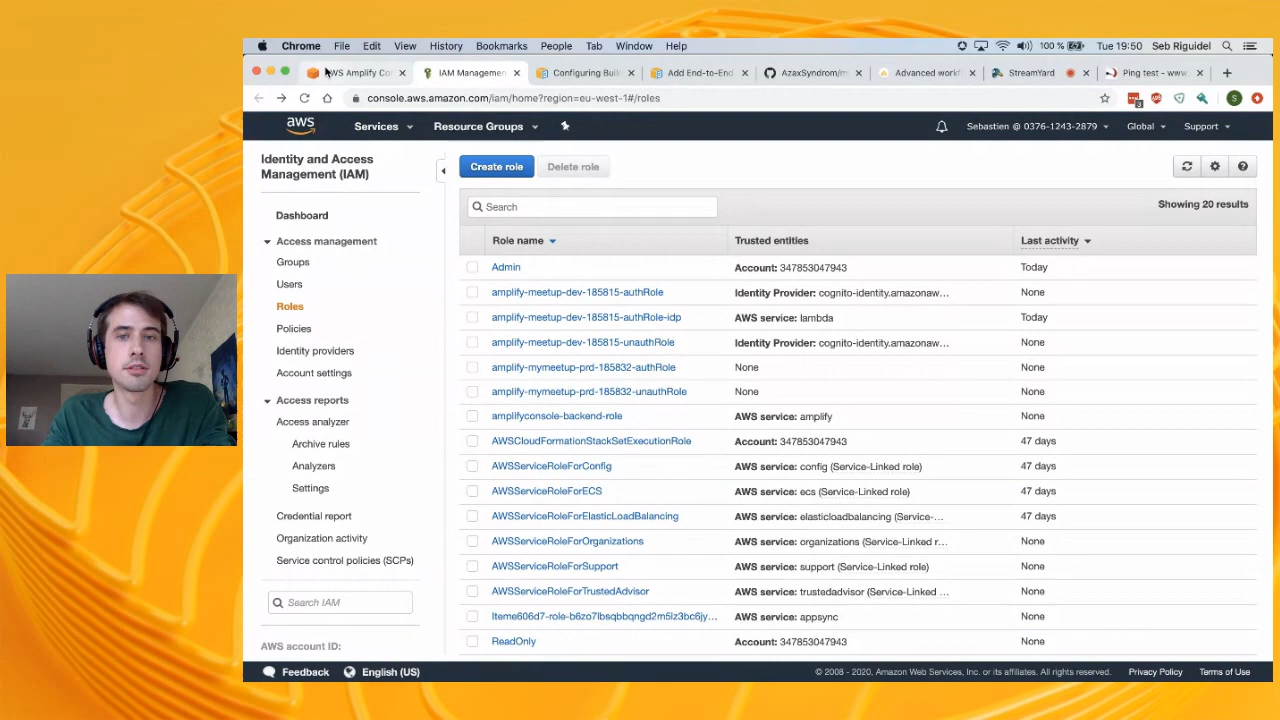 Chrome File Edit View History Bookmarks People Tab Window Help 100 % Tue 19:50 Seb Riguidel
AWS Amplify Co IAM Managemen Configuring Buil Add End-to-End AzaxSyndrom/m Advanced workf StreamYard Ping test - www.
console.aws.amazon.com/iam/home?region=eu-west-1#/roles
3
S
aws Services Resource Groups Sebastien @ 0376-1243-2879 Global Support
Identity and Access
Management (IAM)
Dashboard
Access management
Groups
Users
Roles
Policies
Identity providers
Account settings
Access reports
Access analyzer
Archive rules
Analyzers
Settings
Credential report
Organization activity
Service control policies (SCPs)
Search IAM
AWS account ID:
Create role Delete role
Search
Showing 20 results
Role name Trusted entities Last activity
Admin Account: 347853047943 Today
amplify-meetup-dev-185815-authRole Identity Provider: cognito-identity.amazonaw... None
amplify-meetup-dev-185815-authRole-idp AWS service: lambda Today
amplify-meetup-dev-185815-unauthRole Identity Provider: cognito-identity.amazonaw... None
amplify-mymeetup-prd-185832-authRole None None
amplify-mymeetup-prd-185832-unauthRole None None
amplifyconsole-backend-role AWS service: amplify None
AWSCloudFormationStackSetExecutionRole Account: 347853047943 47 days
AWSServiceRoleForConfig AWS service: config (Service-Linked role) 47 days
AWSServiceRoleForECS AWS service: ecs (Service-Linked role) 47 days
AWSServiceRoleForElasticLoadBalancing AWS service: elasticloadbalancing (Service-... 47 days
AWSServiceRoleForOrganizations AWS service: organizations (Service-Linked r... None
AWSServiceRoleForSupport AWS service: support (Service-Linked role) None
AWSServiceRoleForTrustedAdvisor AWS service: trustedadvisor (Service-Linked ... None
AWS service: appsync None
ReadOnly Account: 347853047943 None
Feedback English (US) © 2008 - 2020, Amazon Web Services, Inc. or its affiliates. All rights reserved. Privacy Policy Terms of Use